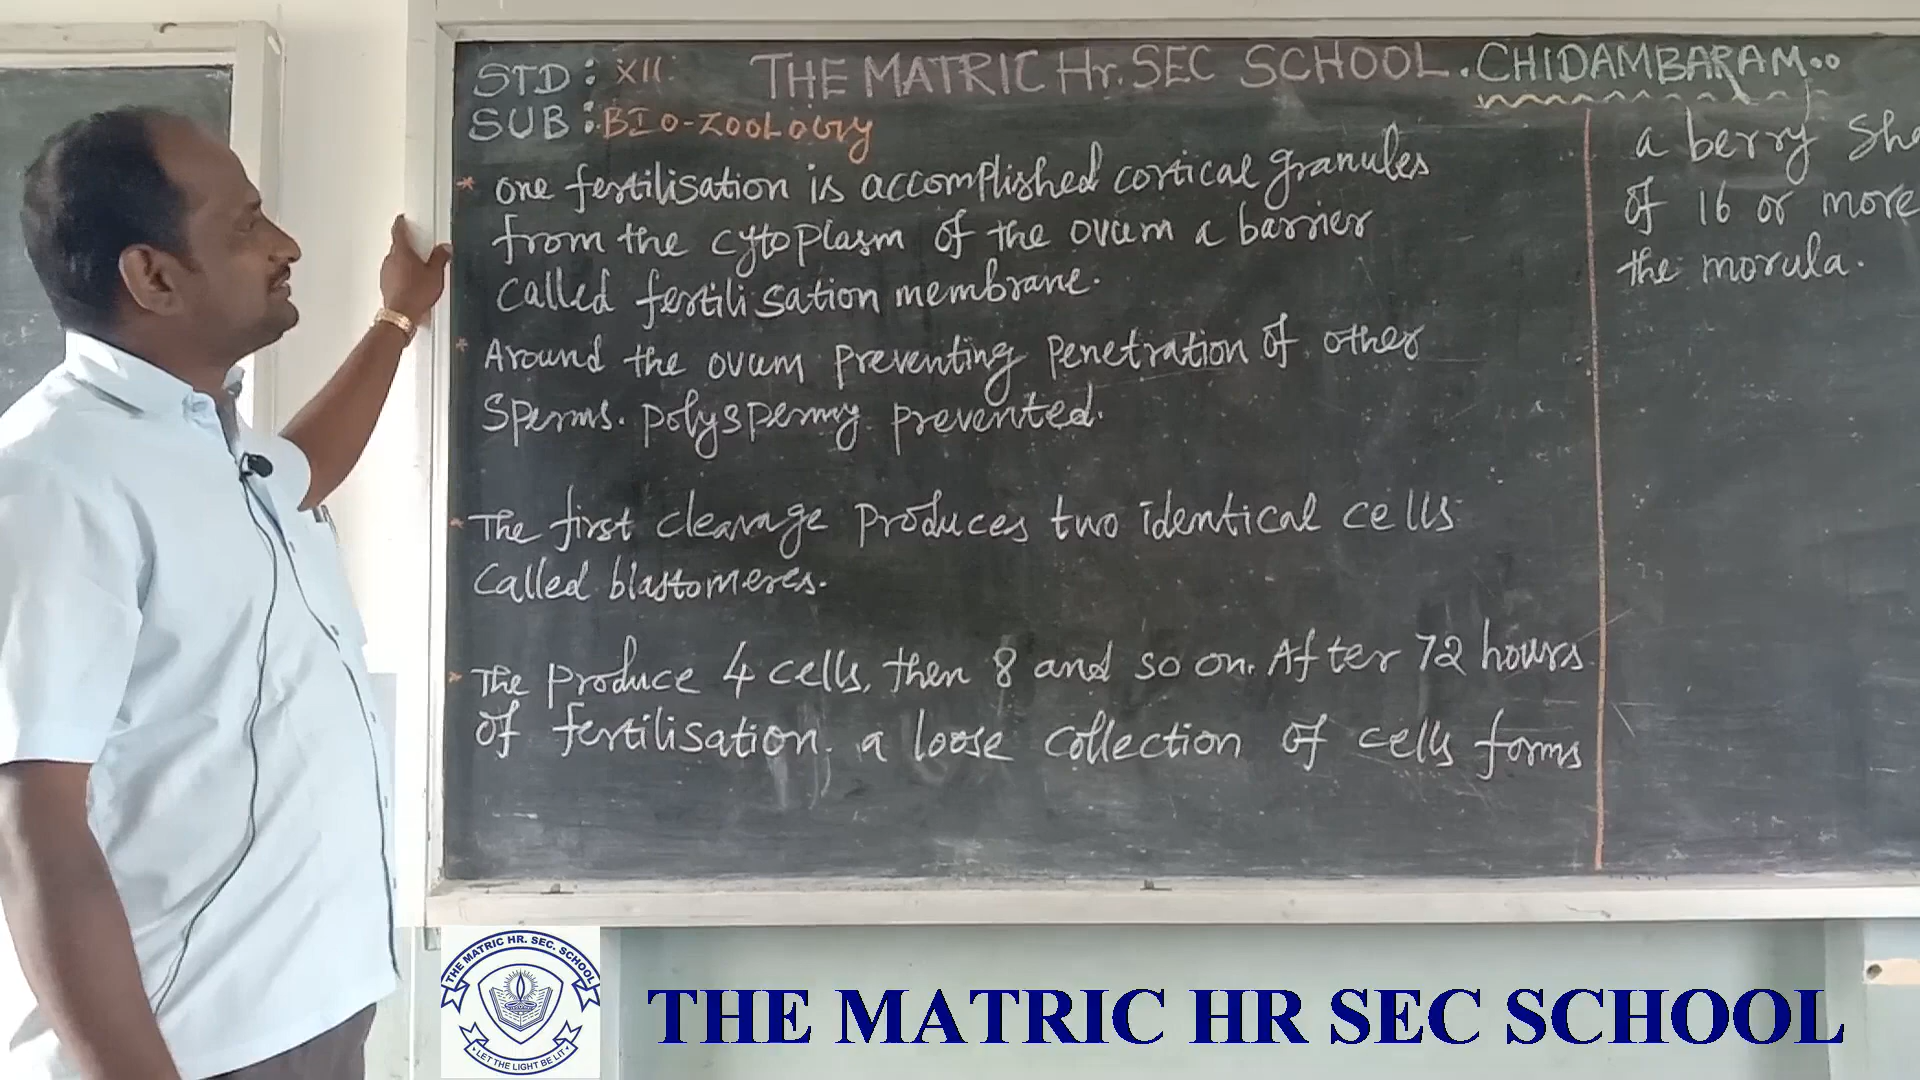 STD : XII
THE MATRIC Hr. SEC SCHOOL. CHIDAMBARAM..
SUB : BIO-ZOOLOGY
* One fertilisation is accomplished cortical granules
from the cytoplasm of the ovum a barrier
called fertilisation membrane.
* Around the ovum preventing penetration of other
sperms. polyspermy prevented.
* The first cleavage produces two identical cells
called blastomeres.
* The produce 4 cells, then 8 and so on. After 72 hours
of fertilisation. a loose collection of cells forms
a berry Sha
of 16 or more
the morula.
THE MATRIC HR. SEC. SCHOOL
LET THE LIGHT BE LIT
THE MATRIC HR SEC SCHOOL